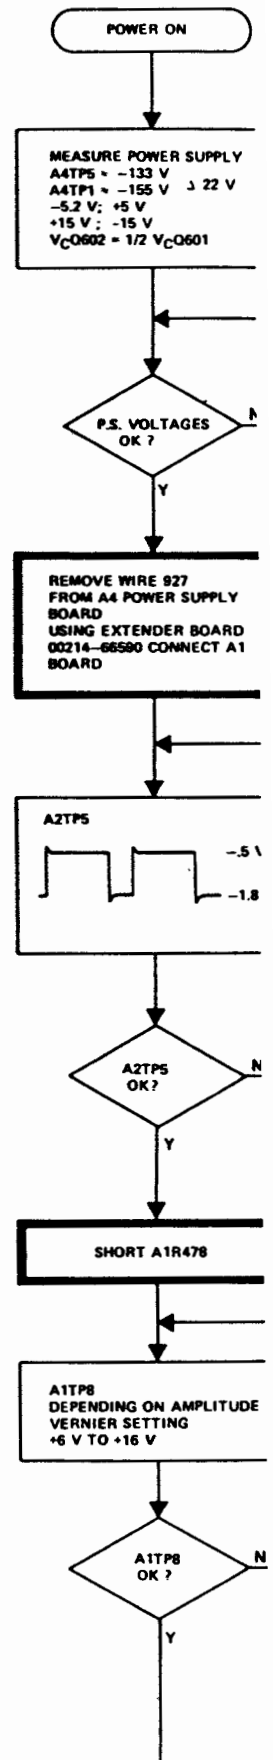 POWER ON
MEASURE POWER SUPPLY
A4TP5 ≈ -133 V
A4TP1 ≈ -155 V 22 V
-5.2 V; +5 V
+15 V; -15 V
VCQ602 = 1/2 VCQ601
P.S. VOLTAGES
OK ?
N
Y
REMOVE WIRE 927
FROM A4 POWER SUPPLY
BOARD
USING EXTENDER BOARD
00214-66590 CONNECT A1
BOARD
A2TP5
-.5 V
-1.8
A2TP5
OK?
N
Y
SHORT A1R478
A1TP8
DEPENDING ON AMPLITUDE
VERNIER SETTING
+6 V TO +16 V
A1TP8
OK ?
N
Y